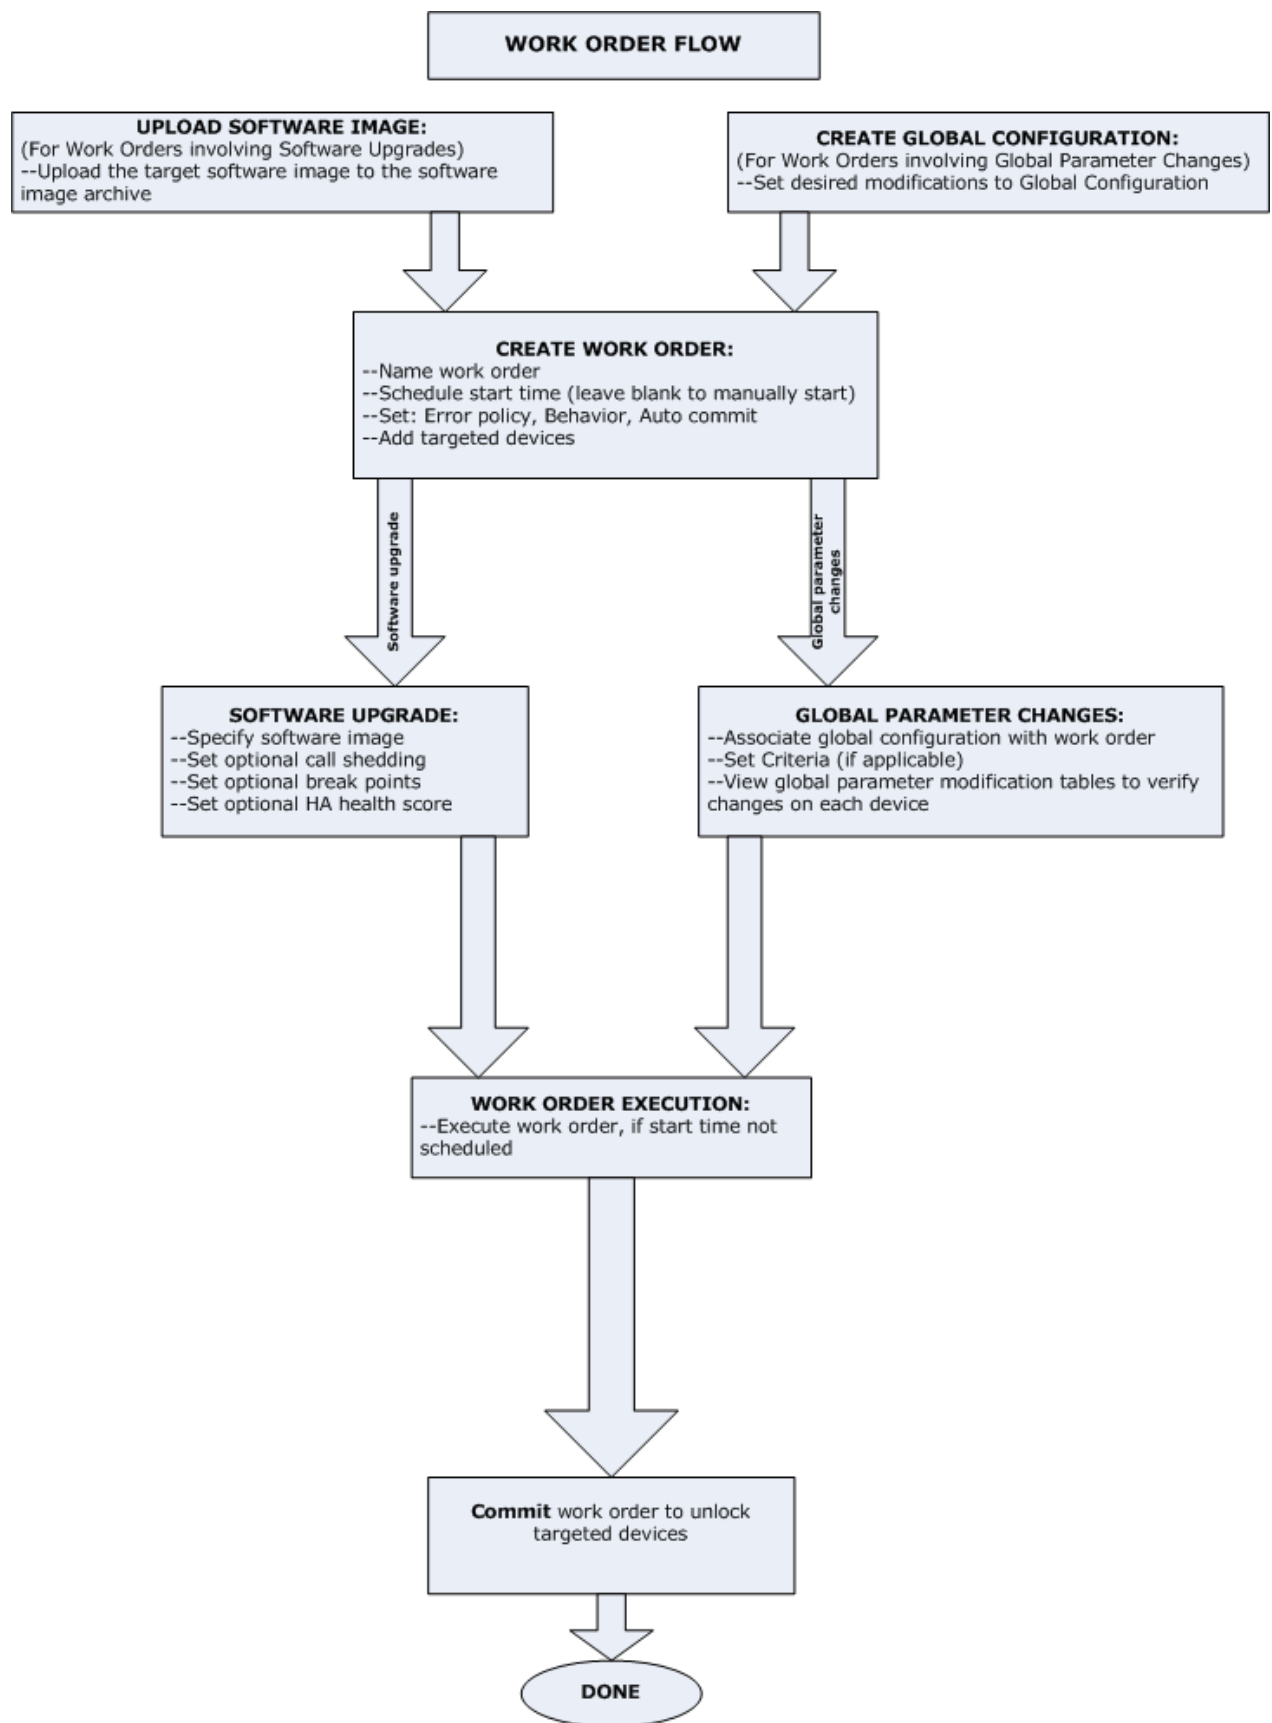 WORK ORDER FLOW
UPLOAD SOFTWARE IMAGE:
(For Work Orders involving Software Upgrades)
--Upload the target software image to the software
image archive
CREATE GLOBAL CONFIGURATION:
(For Work Orders involving Global Parameter Changes)
--Set desired modifications to Global Configuration
CREATE WORK ORDER:
--Name work order
--Schedule start time (leave blank to manually start)
--Set: Error policy, Behavior, Auto commit
--Add targeted devices
Software upgrade
Global parameter
changes
SOFTWARE UPGRADE:
--Specify software image
--Set optional call shedding
--Set optional break points
--Set optional HA health score
GLOBAL PARAMETER CHANGES:
--Associate global configuration with work order
--Set Criteria (if applicable)
--View global parameter modification tables to verify
changes on each device
WORK ORDER EXECUTION:
--Execute work order, if start time not
scheduled
Commit work order to unlock
targeted devices
DONE